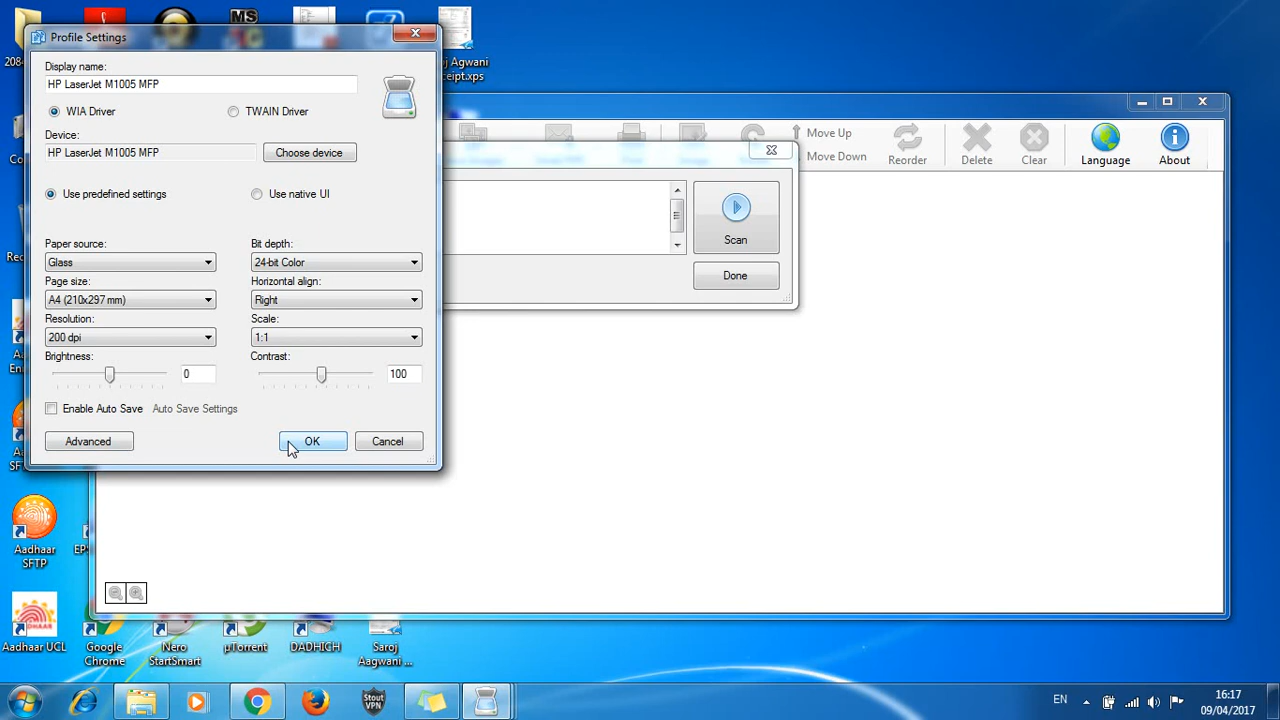 Profile Settings
Display name:
HP LaserJet M1005 MFP
WIA Driver
TWAIN Driver
Device:
HP LaserJet M1005 MFP
Choose device
Use predefined settings
Use native UI
Paper source:
Bit depth:
Glass
24-bit Color
Page size:
Horizontal align:
A4 (210x297 mm)
Right
Resolution:
Scale:
200 dpi
1:1
Brightness:
Contrast:
0
100
Enable Auto Save
Auto Save Settings
Advanced
OK
Cancel
Scan
Done
Move Up
Move Down
Reorder
Delete
Clear
Language
About
MS
Aadhaar
SFTP
Aadhaar UCL
Google
Chrome
Nero
StartSmart
µTorrent
DADHICH
Saroj
Aagwani ...
Stout
VPN
EN
16:17
09/04/2017